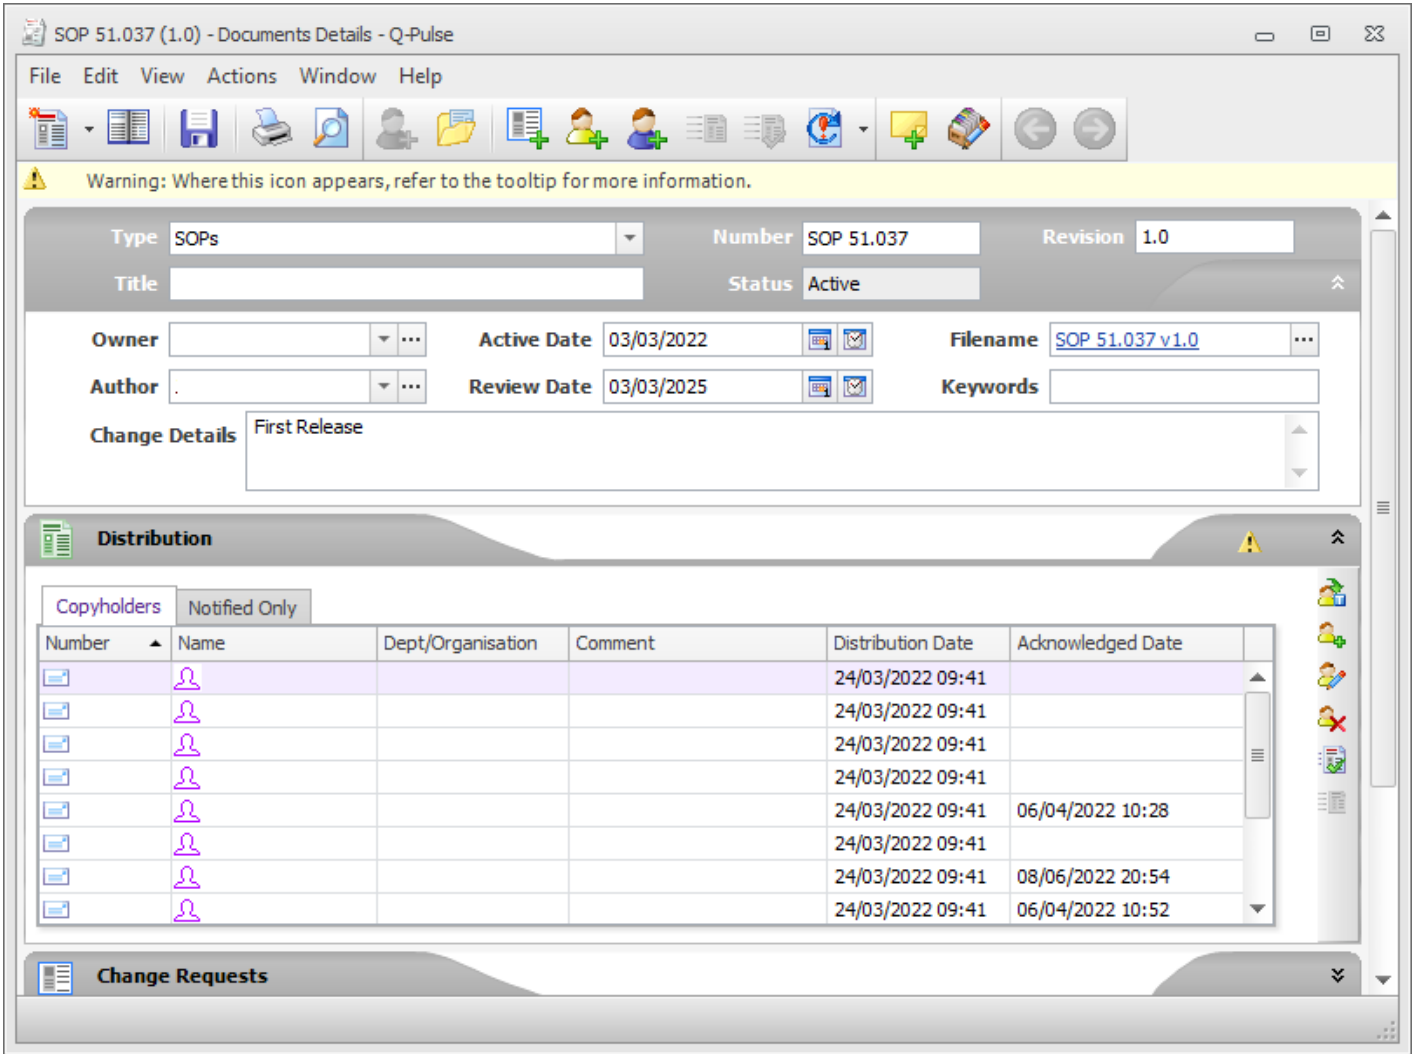 SOP 51.037 (1.0) - Documents Details - Q-Pulse
File Edit View Actions Window Help
Warning: Where this icon appears, refer to the tooltip for more information.
Type SOPs Number SOP 51.037 Revision 1.0
Title Status Active
Owner Active Date 03/03/2022 Filename SOP 51.037 v1.0
Author . Review Date 03/03/2025 Keywords
Change Details First Release
Distribution
Copyholders Notified Only
Number Name Dept/Organisation Comment Distribution Date Acknowledged Date
24/03/2022 09:41
24/03/2022 09:41
24/03/2022 09:41
24/03/2022 09:41
24/03/2022 09:41 06/04/2022 10:28
24/03/2022 09:41
24/03/2022 09:41 08/06/2022 20:54
24/03/2022 09:41 06/04/2022 10:52
Change Requests